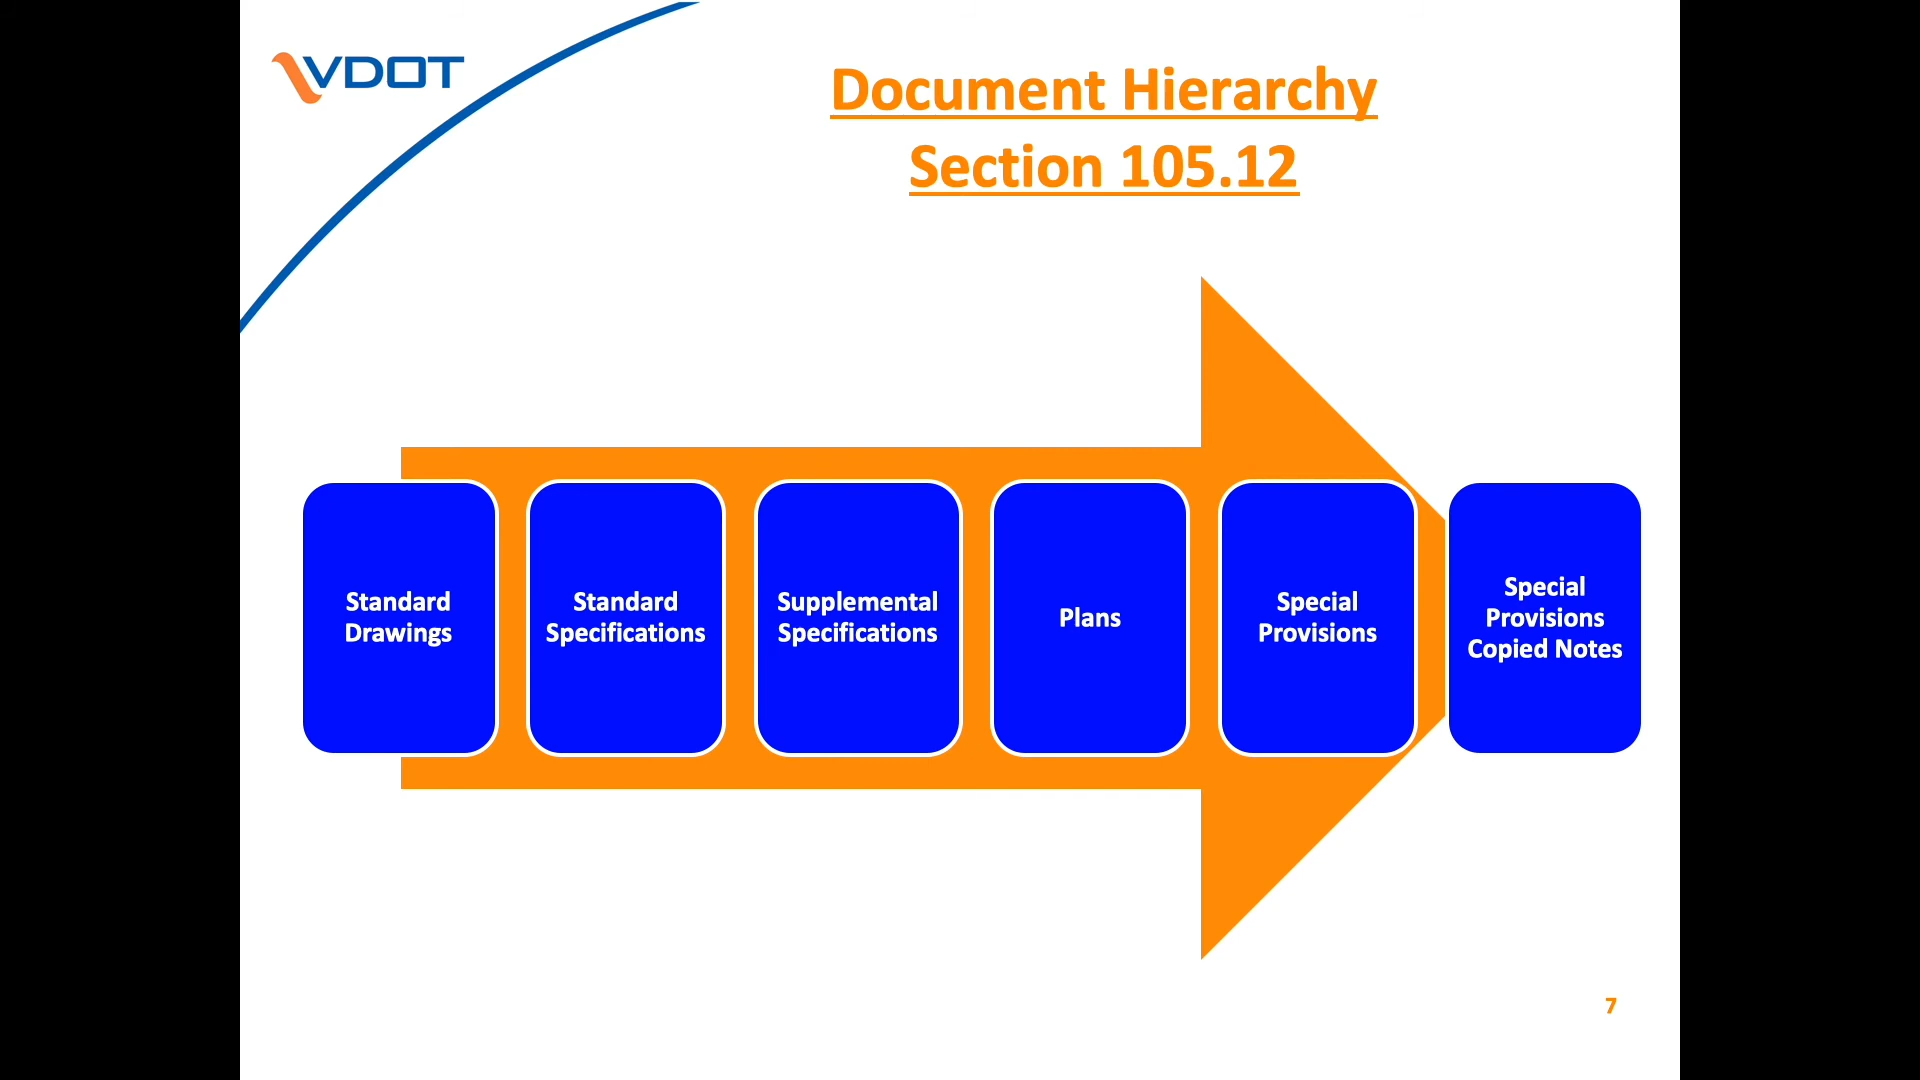 VDOT
Document Hierarchy
Section 105.12
Standard
Drawings
Standard
Specifications
Supplemental
Specifications
Plans
Special
Provisions
Special
Provisions
Copied Notes
7